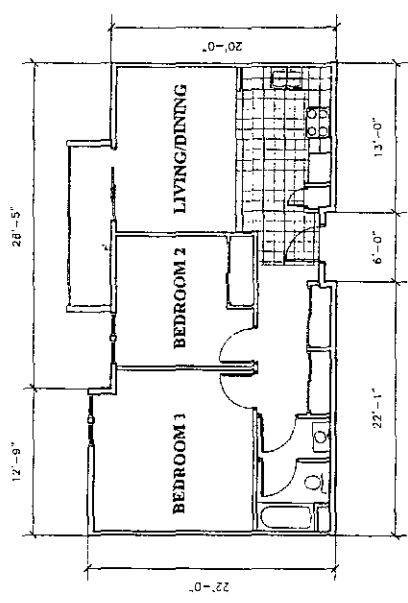 20'-0"
28'-5"
12'-9"
22'-0"
LIVING/DINING
BEDROOM 2
BEDROOM 1
13'-0"
6'-0"
22'-1"